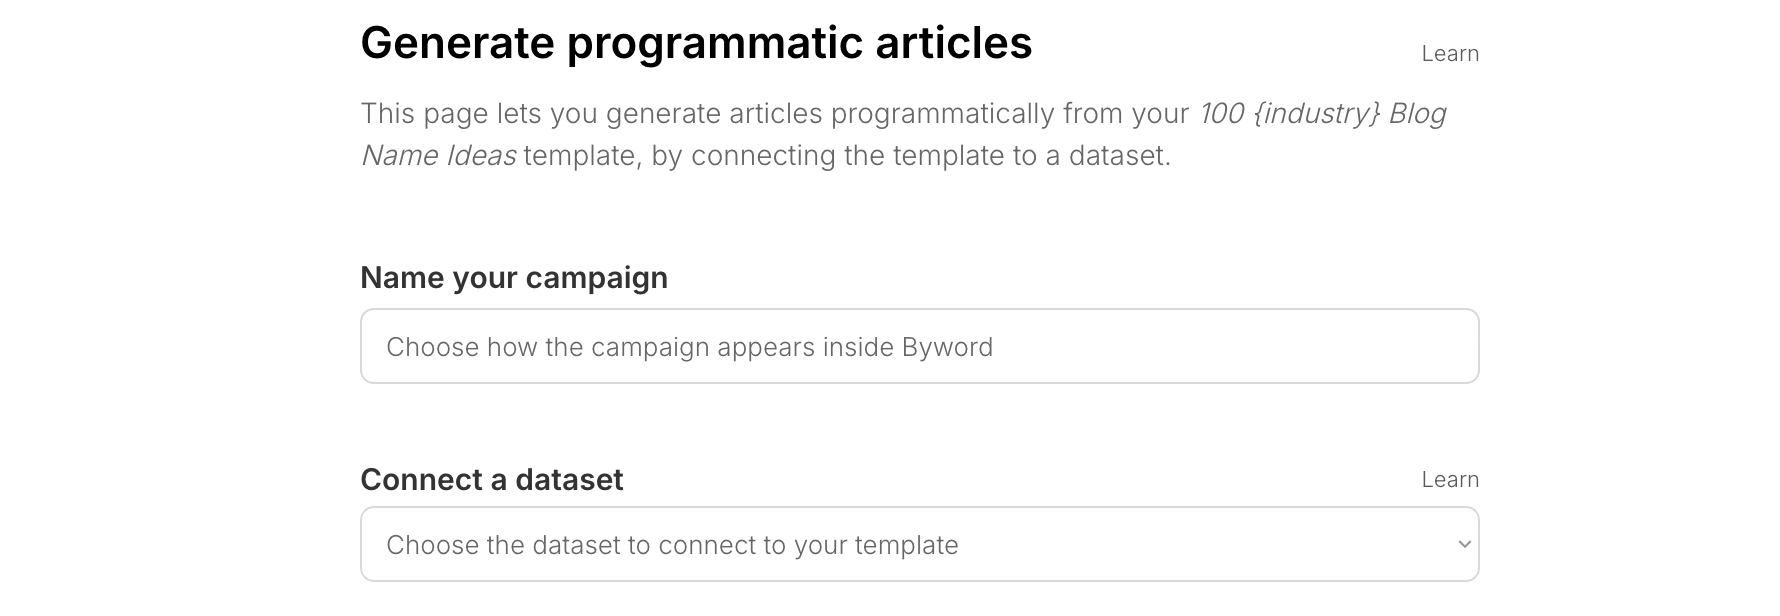 Generate programmatic articles
Learn
This page lets you generate articles programmatically from your 100 {industry} Blog
Name Ideas template, by connecting the template to a dataset.
Name your campaign
Choose how the campaign appears inside Byword
Connect a dataset
Learn
Choose the dataset to connect to your template